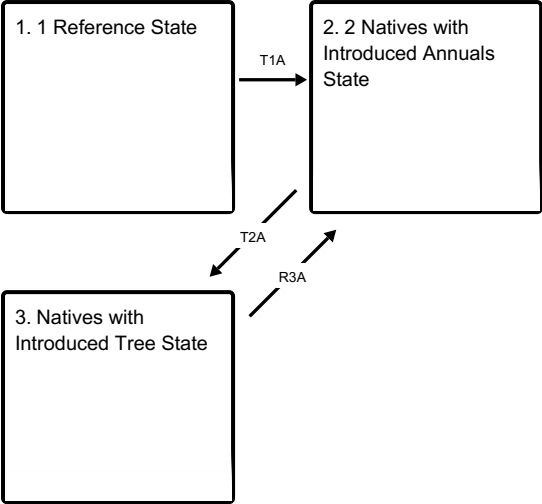 1. 1 Reference State
T1A
2. 2 Natives with
Introduced Annuals
State
T2A
R3A
3. Natives with
Introduced Tree State